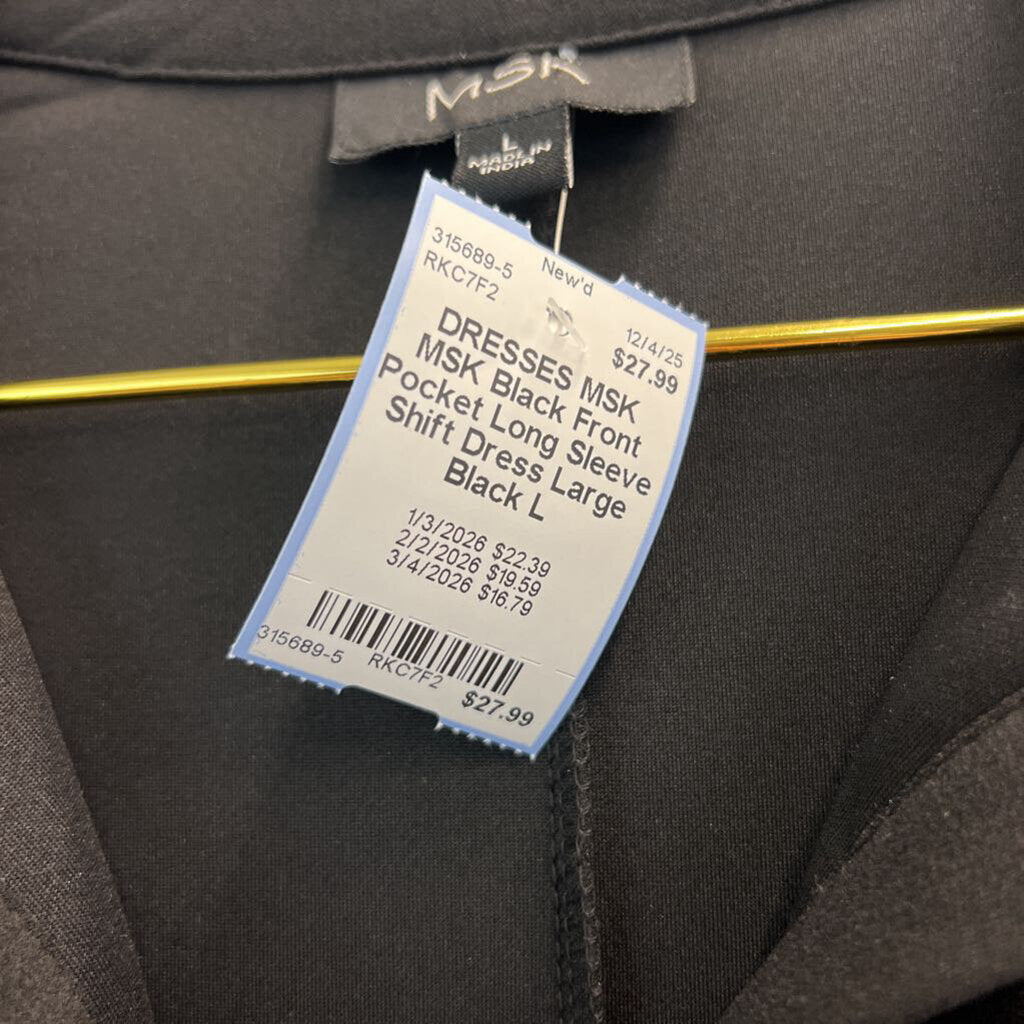 MSK
L
MADE IN
INDIA
315689-5 New'd 12/4/25
RKC7F2 $27.99
DRESSES MSK
MSK Black Front
Pocket Long Sleeve
Shift Dress Large
Black L
1/3/2026 $22.39
2/2/2026 $19.59
3/4/2026 $16.79
315689-5 RKC7F2 $27.99